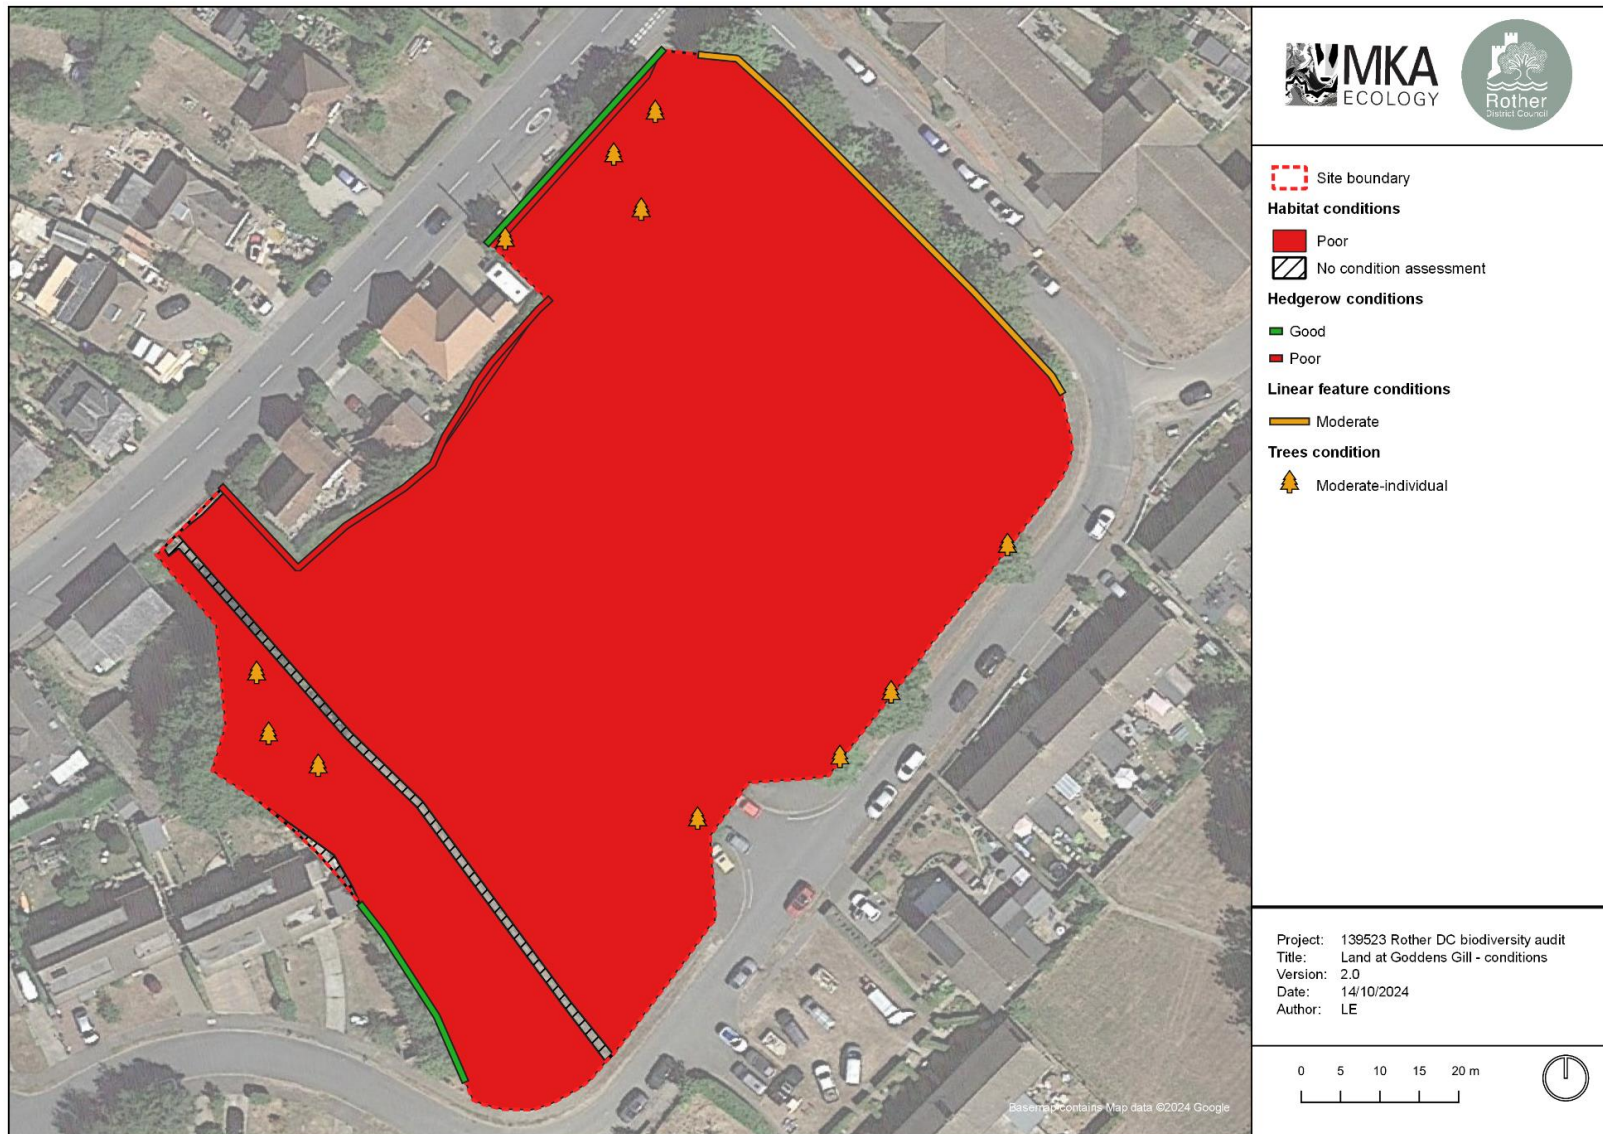 MKA
ECOLOGY
Rother
District Council
Site boundary
Habitat conditions
Poor
No condition assessment
Hedgerow conditions
Good
Poor
Linear feature conditions
Moderate
Trees condition
Moderate-individual
Project: 139523 Rother DC biodiversity audit
Title: Land at Goddens Gill - conditions
Version: 2.0
Date: 14/10/2024
Author: LE
0 5 10 15 20 m
Basemap contains Map data ©2024 Google